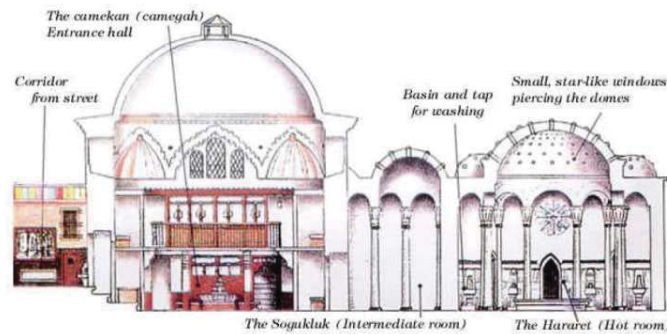 The camekan (camegah)
Entrance hall
Corridor
from street
Basin and tap
for washing
Small, star-like windows
piercing the domes
The Sogukluk (Intermediate room)
The Hararet (Hot room)